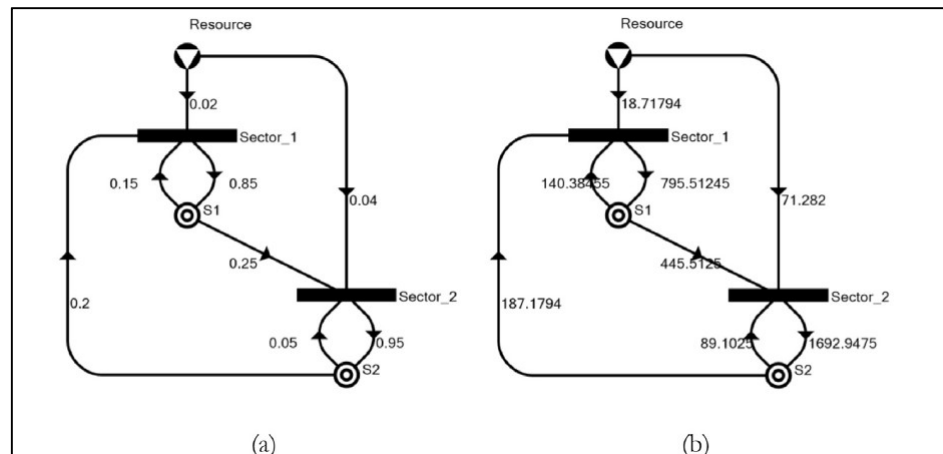 Resource
0.02
Sector_1
0.15
0.85
0.04
S1
0.25
0.2
Sector_2
0.05
0.95
S2
(a)
Resource
18.71794
Sector_1
140.38455
795.51245
71.282
S1
445.5125
187.1794
Sector_2
89.1025
1692.9475
S2
(b)